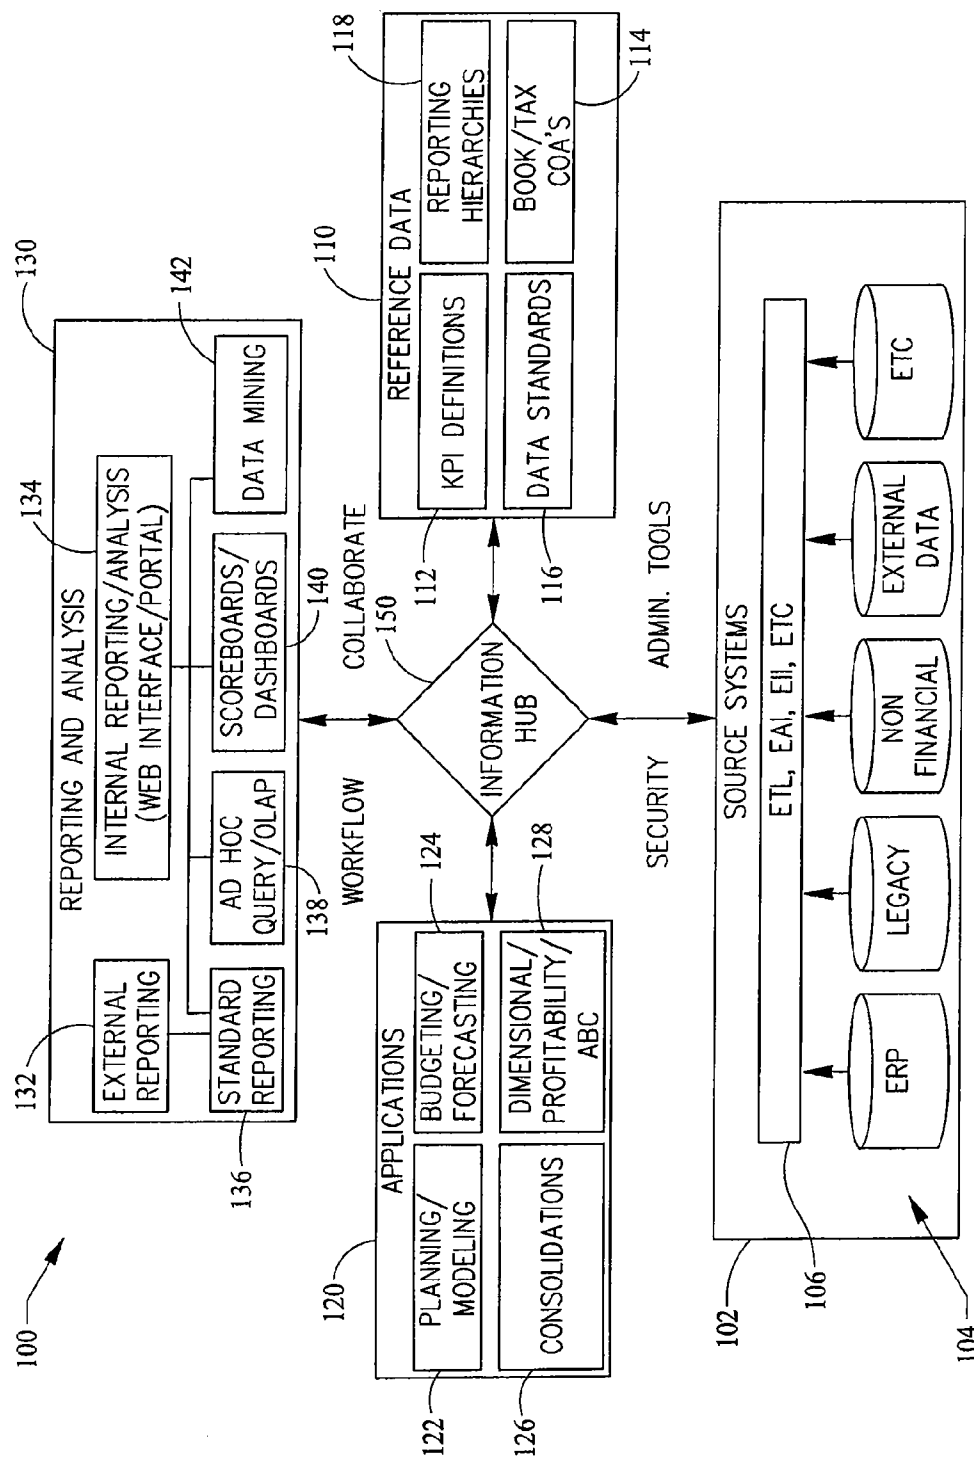 100
130
REPORTING AND ANALYSIS
132
EXTERNAL
REPORTING
134
INTERNAL REPORTING/ANALYSIS
(WEB INTERFACE/PORTAL)
142
STANDARD
REPORTING
136
AD HOC
QUERY/OLAP
138
SCOREBOARDS/
DASHBOARDS
140
DATA MINING
WORKFLOW
COLLABORATE
120
APPLICATIONS
PLANNING/
MODELING
122
BUDGETING/
FORECASTING
124
CONSOLIDATIONS
126
DIMENSIONAL/
PROFITABILITY/
ABC
128
150
INFORMATION
HUB
110
REFERENCE DATA
112
KPI DEFINITIONS
118
REPORTING
HIERARCHIES
116
DATA STANDARDS
BOOK/TAX
COA'S
114
SECURITY
ADMIN. TOOLS
102
SOURCE SYSTEMS
ETL, EAI, EII, ETC
106
ERP
LEGACY
NON
FINANCIAL
EXTERNAL
DATA
ETC
104